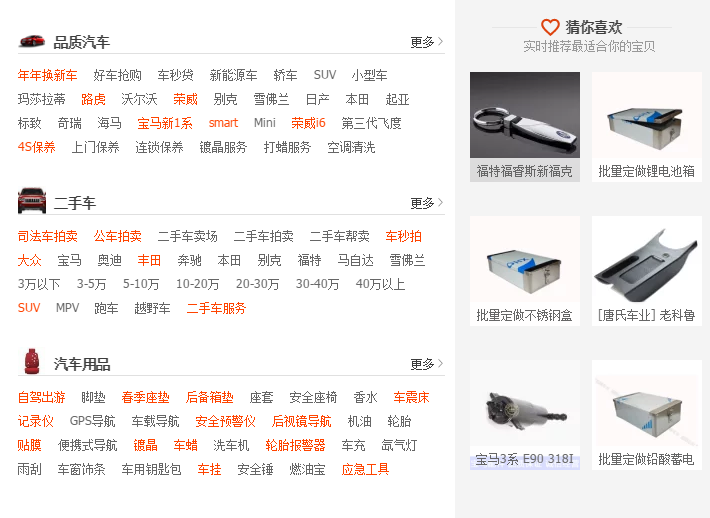 品质汽车 更多
年年换新车 好车抢购 车秒贷 新能源车 轿车 SUV 小型车
玛莎拉蒂 路虎 沃尔沃 荣威 别克 雪佛兰 日产 本田 起亚
标致 奇瑞 海马 宝马新1系 smart Mini 荣威i6 第三代飞度
4S保养 上门保养 连锁保养 镀晶服务 打蜡服务 空调清洗
二手车 更多
司法车拍卖 公车拍卖 二手车卖场 二手车拍卖 二手车帮卖 车秒拍
大众 宝马 奥迪 丰田 奔驰 本田 别克 福特 马自达 雪佛兰
3万以下 3-5万 5-10万 10-20万 20-30万 30-40万 40万以上
SUV MPV 跑车 越野车 二手车服务
汽车用品 更多
自驾出游 脚垫 春季座垫 后备箱垫 座套 安全座椅 香水 车震床
记录仪 GPS导航 车载导航 安全预警仪 后视镜导航 机油 轮胎
贴膜 便携式导航 镀晶 车蜡 洗车机 轮胎报警器 车充 氙气灯
雨刮 车窗饰条 车用钥匙包 车挂 安全锤 燃油宝 应急工具
猜你喜欢
实时推荐最适合你的宝贝
福特福睿斯新福克
批量定做锂电池箱
批量定做不锈钢盒
[唐氏车业] 老科鲁
宝马3系 E90 318I
批量定做铅酸蓄电